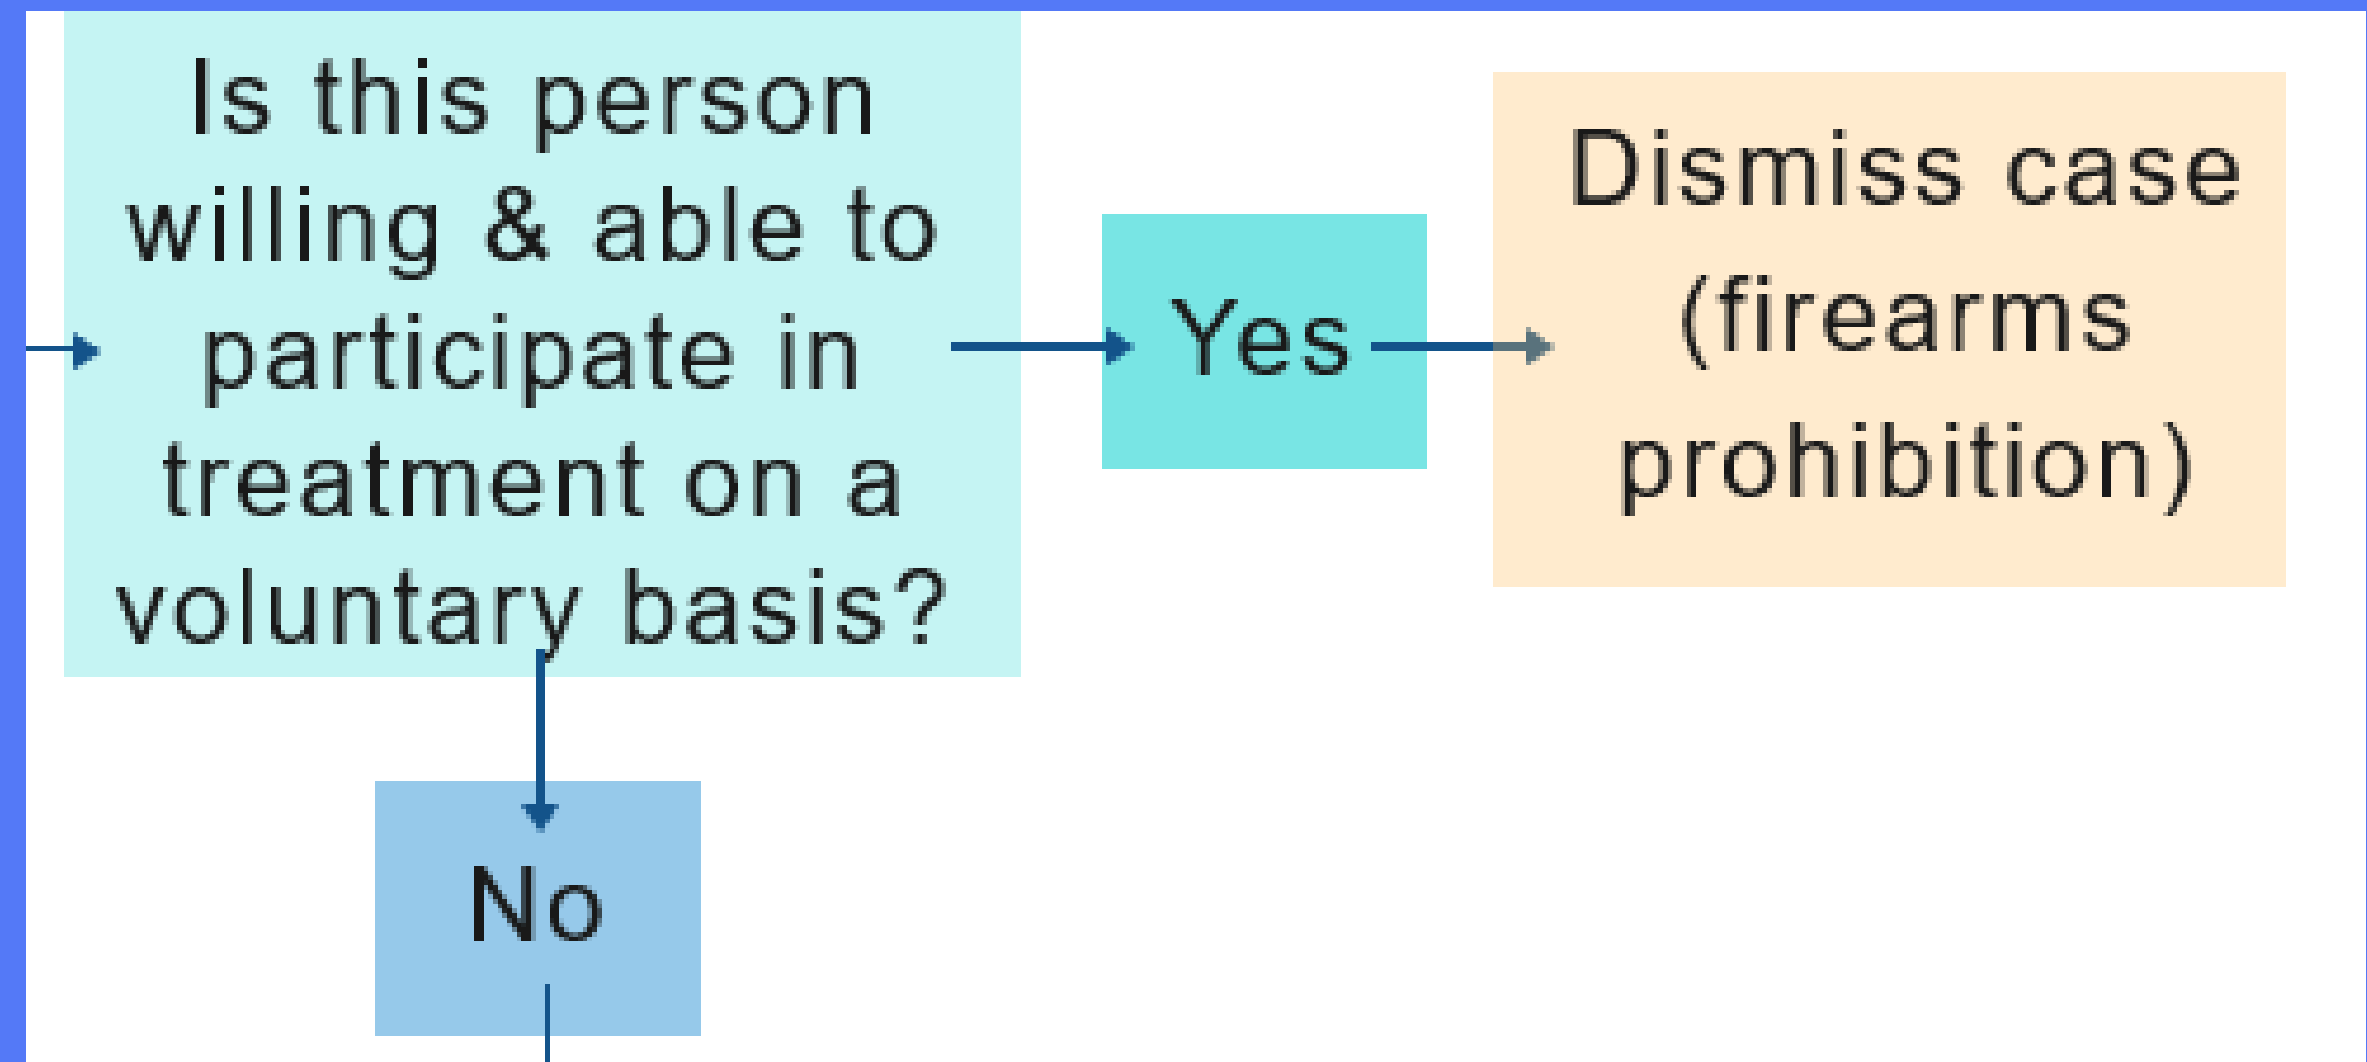 Is this person
willing & able to
participate in
treatment on a
voluntary basis?
Yes
Dismiss case
(firearms
prohibition)
No